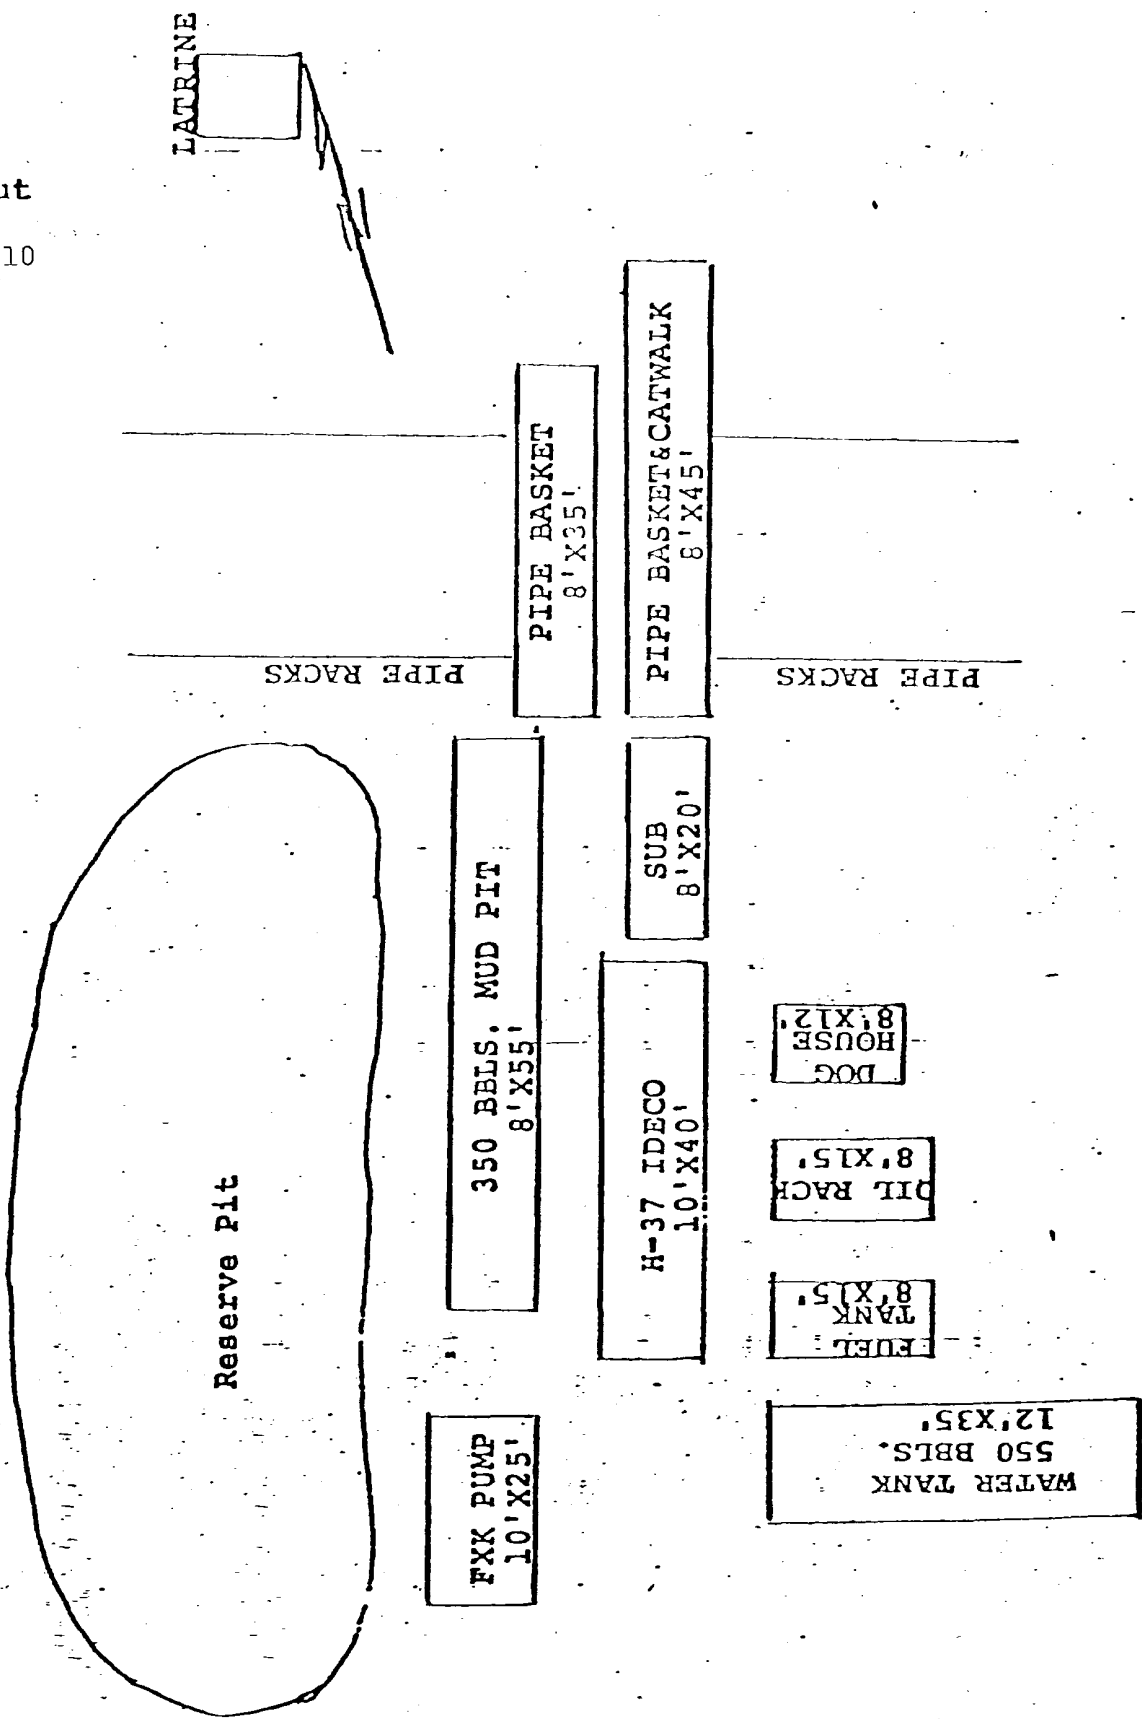 LATRINE
ut
10
PIPE BASKET
8'X35'
PIPE BASKET&CATWALK
8'X45'
PIPE RACKS
PIPE RACKS
SUB
8'X20'
350 BBLS. MUD PIT
8'X55'
H-37 IDECO
10'X40'
DOG
HOUSE
8'X12'
OIL RACK
8'X15'
FUEL
TANK
8'X15'
Reserve Pit
FXK PUMP
10'X25'
WATER TANK
550 BBLS.
12'X35'